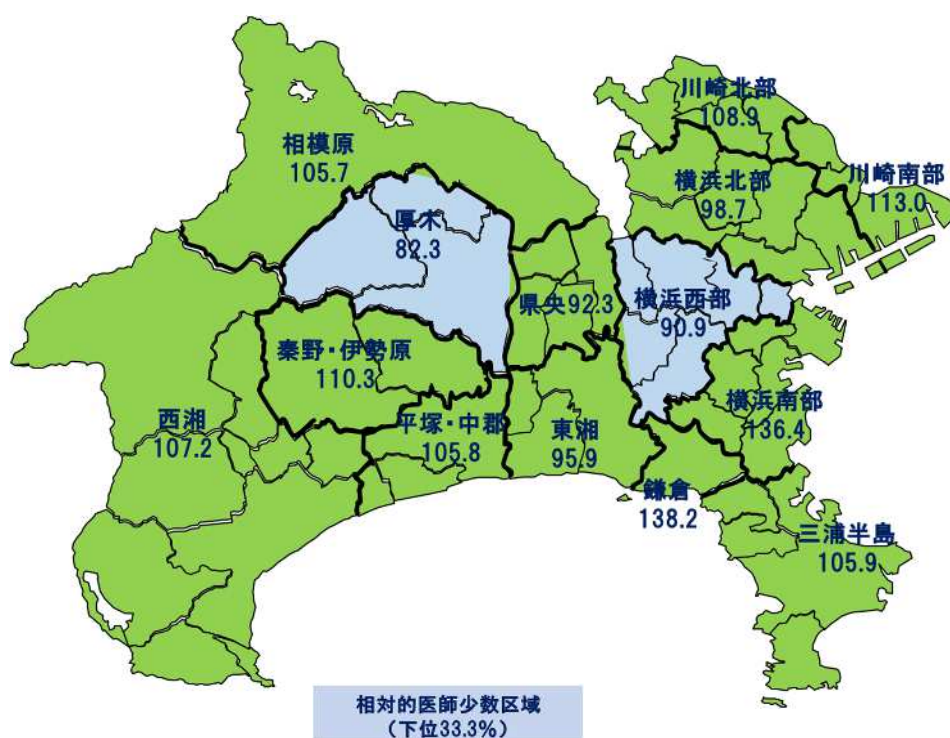 川崎北部
108.9
相模原
105.7
横浜北部
98.7
川崎南部
113.0
厚木
82.3
県央92.3
横浜西部
90.9
秦野・伊勢原
110.3
西湘
107.2
平塚・中郡
105.8
東湘
95.9
横浜南部
136.4
鎌倉
138.2
三浦半島
105.9
相対的医師少数区域
(下位33.3%)